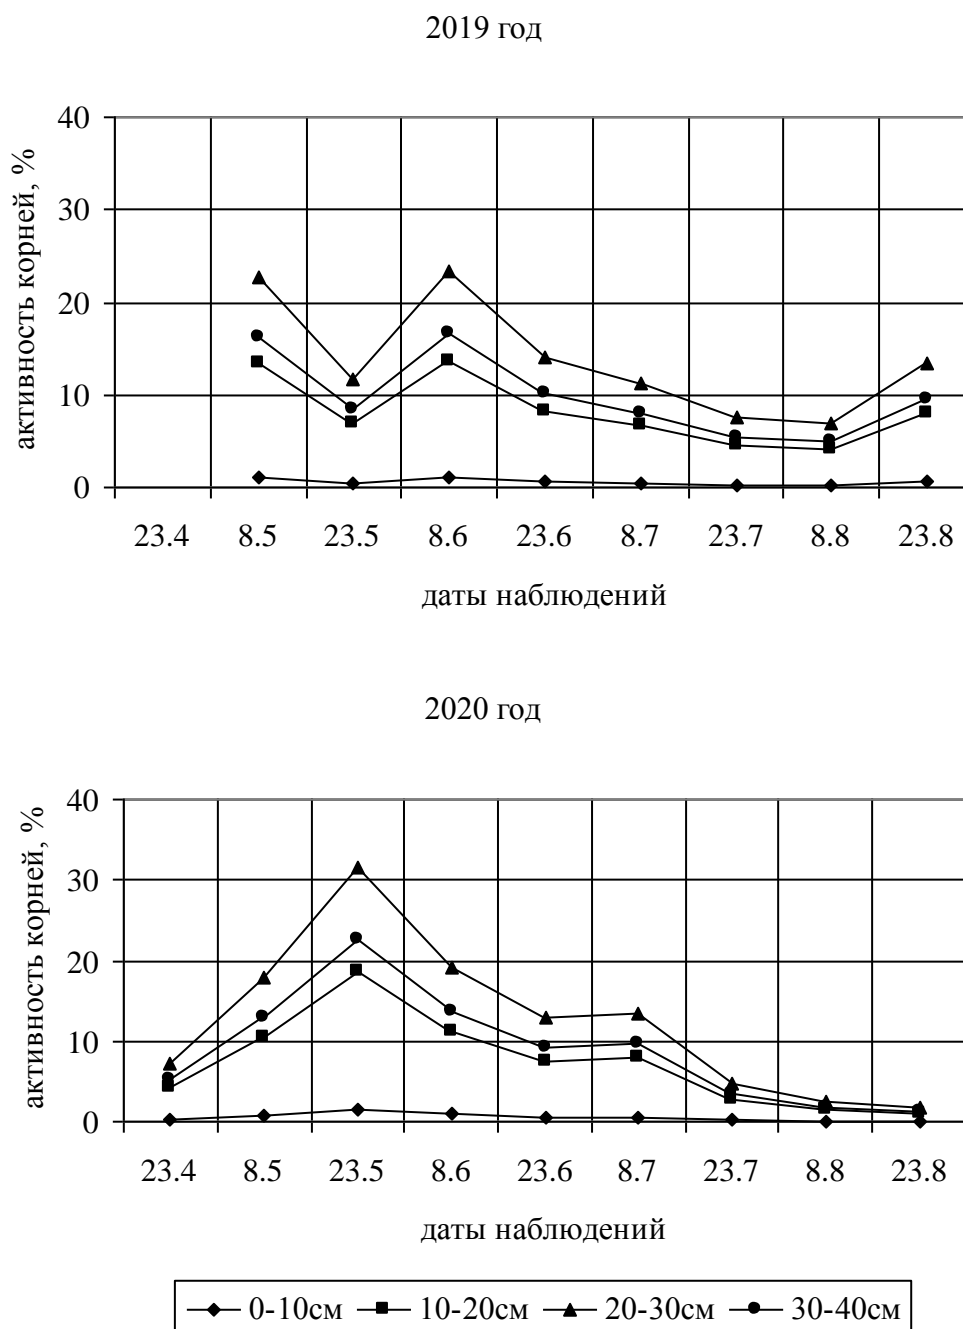 2019 год
40
30
20
10
0
активность корней, %
23.4 8.5 23.5 8.6 23.6 8.7 23.7 8.8 23.8
даты наблюдений
2020 год
40
30
20
10
0
активность корней, %
23.4 8.5 23.5 8.6 23.6 8.7 23.7 8.8 23.8
даты наблюдений
0-10см 10-20см 20-30см 30-40см